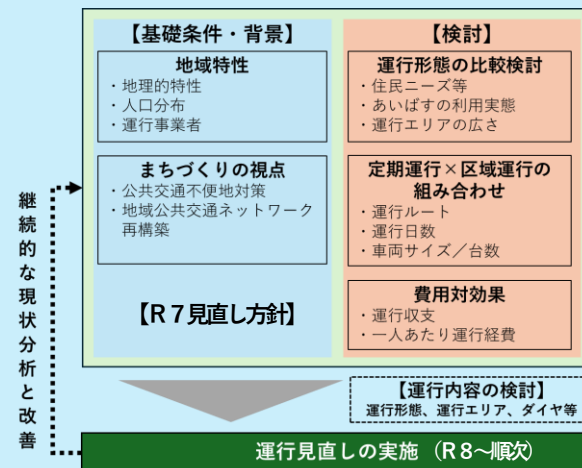 【基礎条件・背景】
地域特性
・地理的特性
・人口分布
・運行事業者
まちづくりの視点
・公共交通不便地対策
・地域公共交通ネットワーク
再構築
【R7見直し方針】
【検討】
運行形態の比較検討
・住民ニーズ等
・あいばすの利用実態
・運行エリアの広さ
定期運行×区域運行の
組み合わせ
・運行ルート
・運行日数
・車両サイズ/台数
費用対効果
・運行収支
・一人あたり運行経費
継続的な現状分析と改善
【運行内容の検討】
運行形態、運行エリア、ダイヤ等
運行見直しの実施(R8~順次)